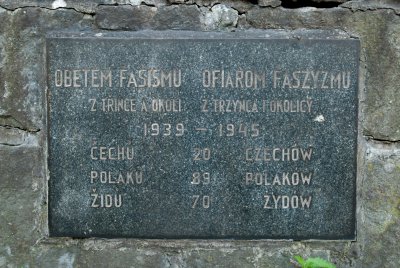 OBĚTEM FAŠISMU OFIAROM FASZYZMU
Z TŘINCE A OKOLÍ Z TRZYŃCA I OKOLICY
1939 – 1945
ČECHŮ 20 CZECHÓW
POLÁKŮ 89 POLAKÓW
ŽIDŮ 70 ŻYDÓW